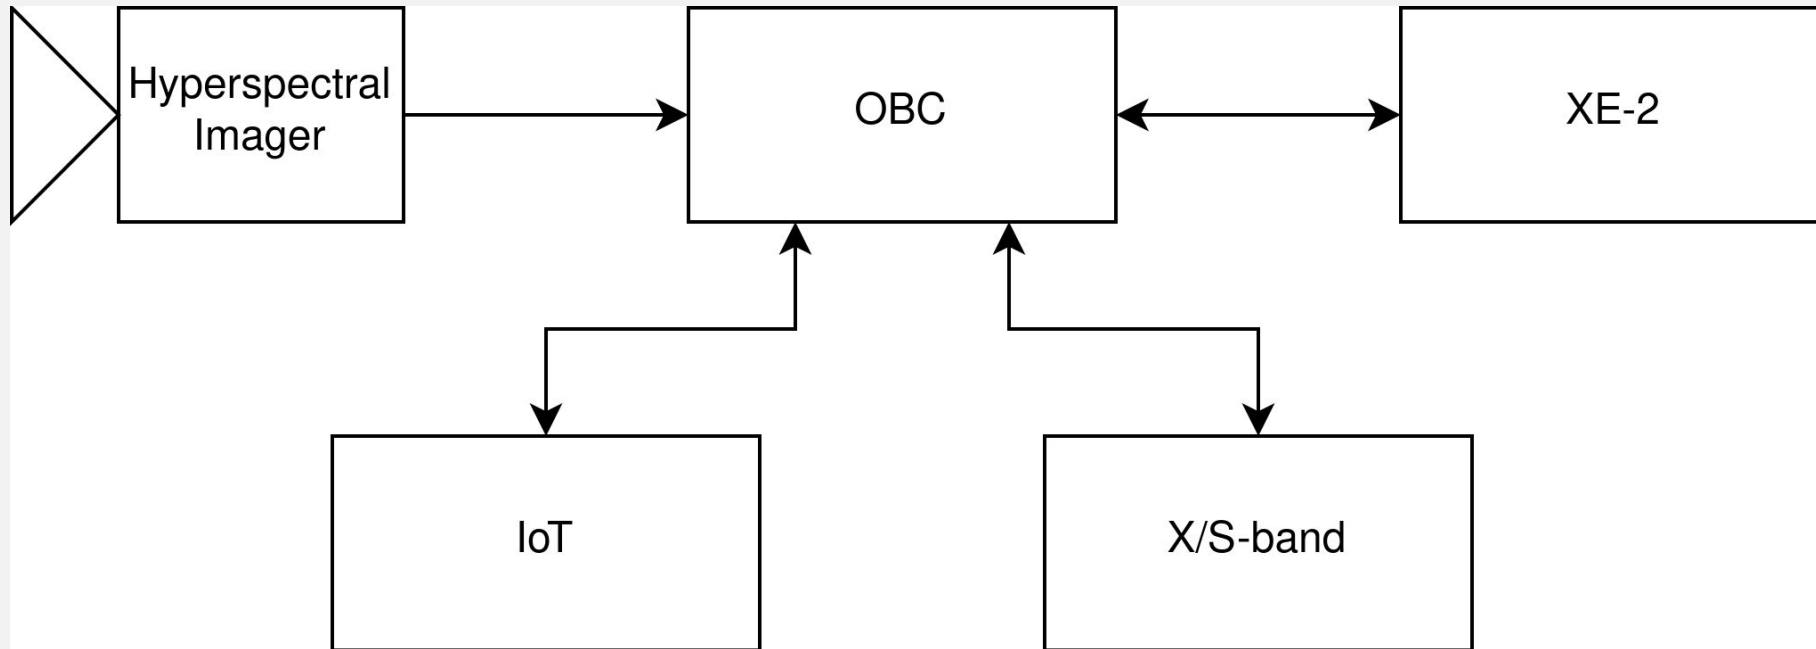 Hyperspectral
Imager
OBC
XE-2
IoT
X/S-band